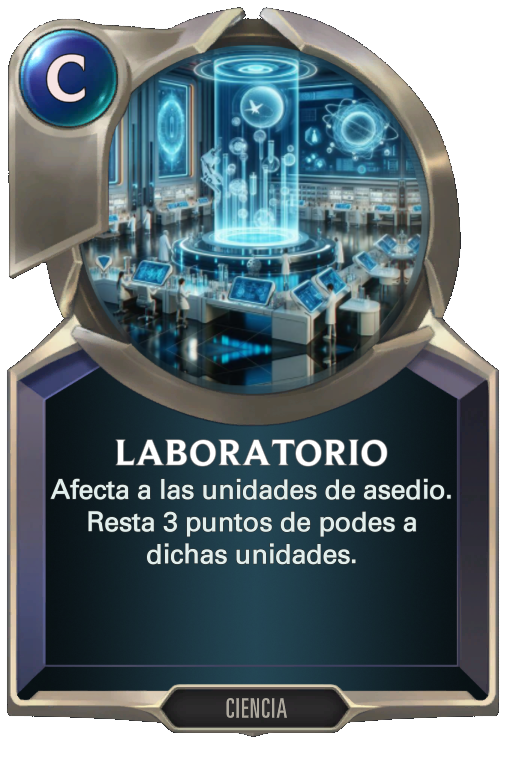 C
LABORATORIO
Afecta a las unidades de asedio.
Resta 3 puntos de podes a
dichas unidades.
CIENCIA